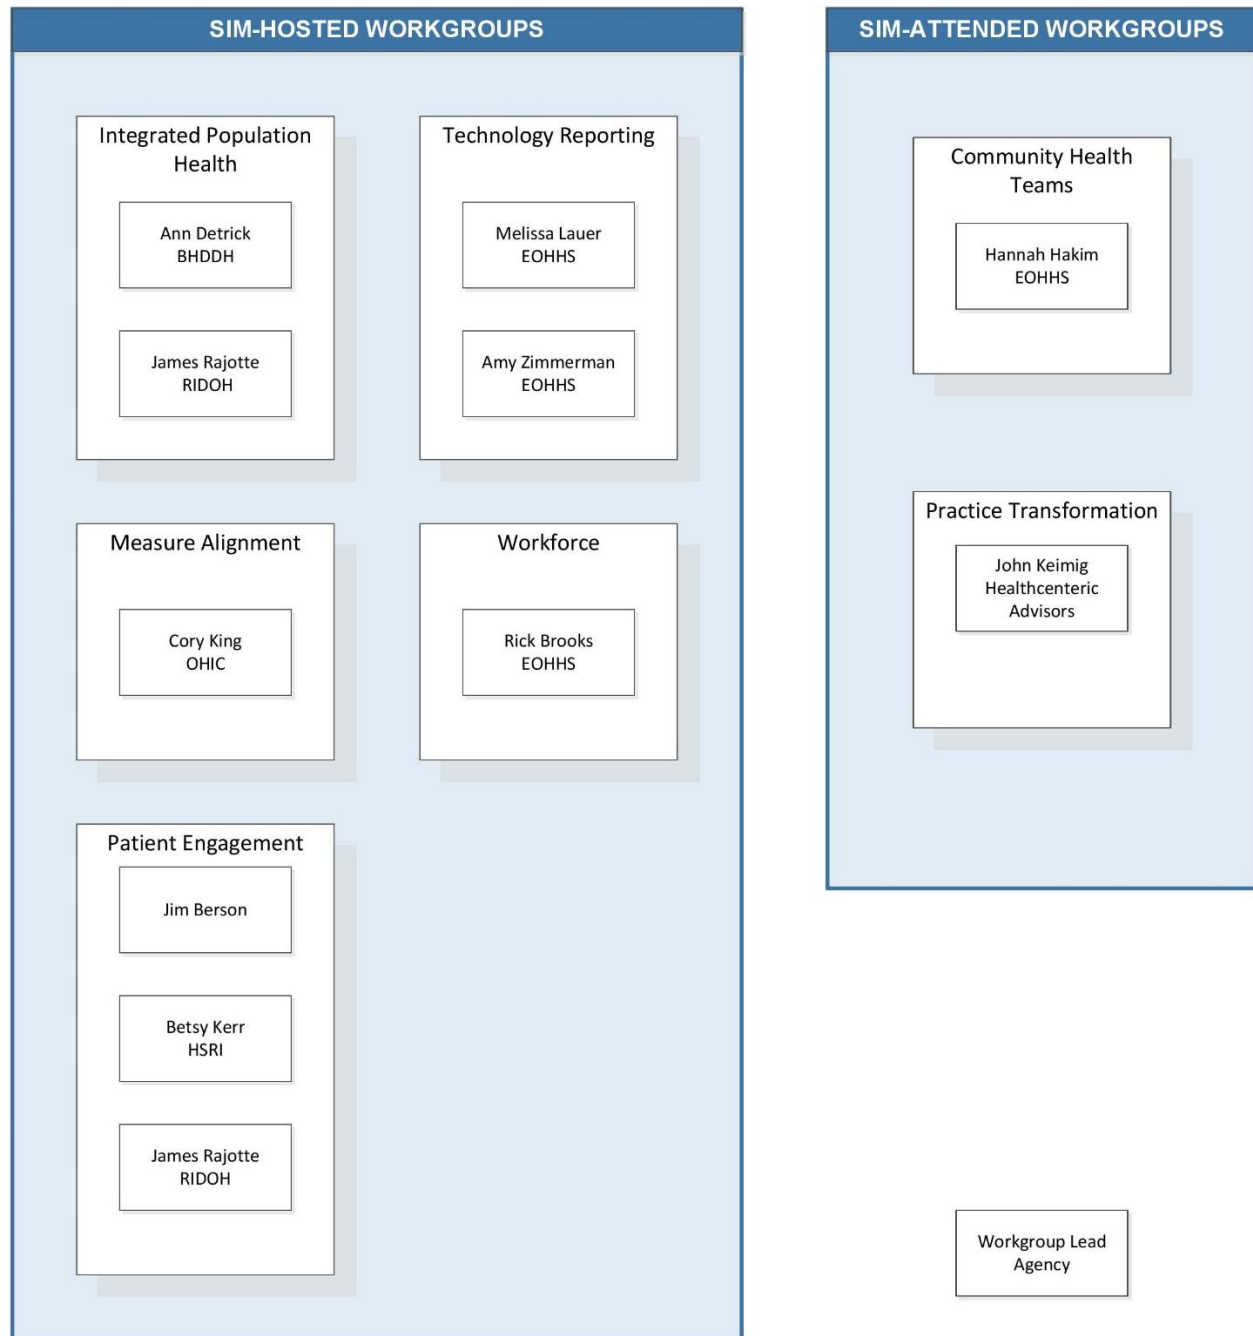 SIM-HOSTED WORKGROUPS
Integrated Population
Health
Ann Detrick
BHDDH
James Rajotte
RIDOH
Technology Reporting
Melissa Lauer
EOHHS
Amy Zimmerman
EOHHS
Measure Alignment
Cory King
OHIC
Workforce
Rick Brooks
EOHHS
Patient Engagement
Jim Berson
Betsy Kerr
HSRI
James Rajotte
RIDOH
SIM-ATTENDED WORKGROUPS
Community Health
Teams
Hannah Hakim
EOHHS
Practice Transformation
John Keimig
Healthcenteric
Advisors
Workgroup Lead
Agency